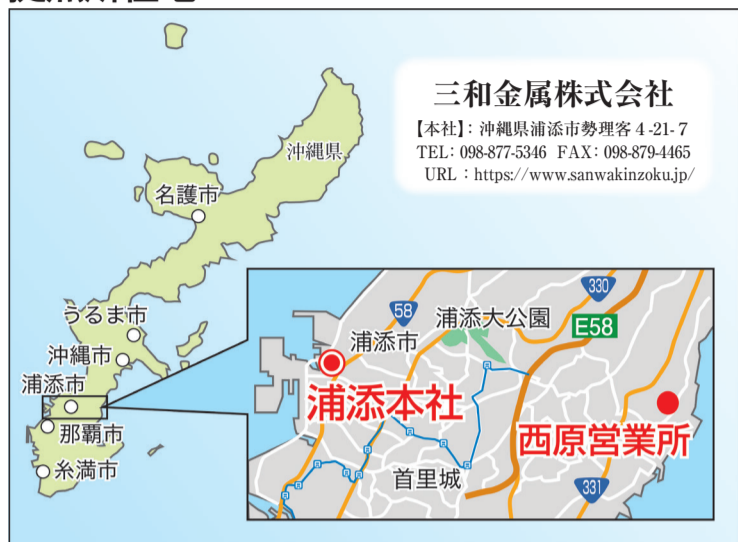 三和金属株式会社
【本社】：沖縄県浦添市勢理客 4 -21- 7
TEL：098-877-5346 FAX：098-879-4465
URL：https://www.sanwakinzoku.jp/
沖縄県
名護市
うるま市
沖縄市
浦添市
那覇市
糸満市
330
58
浦添大公園
E58
浦添市
浦添本社
西原営業所
首里城
331